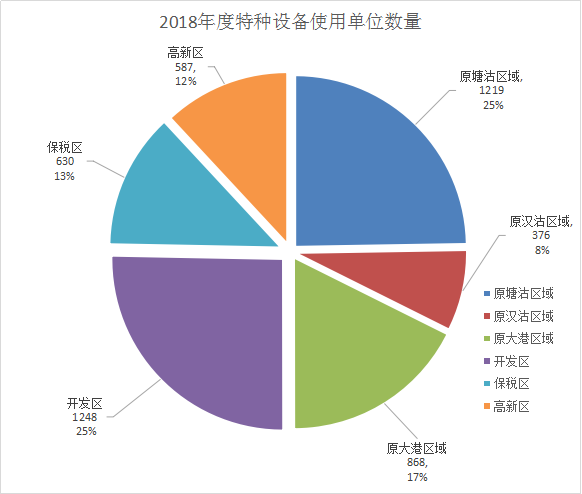 2018年度特种设备使用单位数量
高新区
587,
12%
原塘沽区域,
1219
25%
保税区
630
13%
原汉沽区域,
376
8%
原塘沽区域
原汉沽区域
原大港区域
开发区
保税区
高新区
开发区
1248
25%
原大港区域
868,
17%